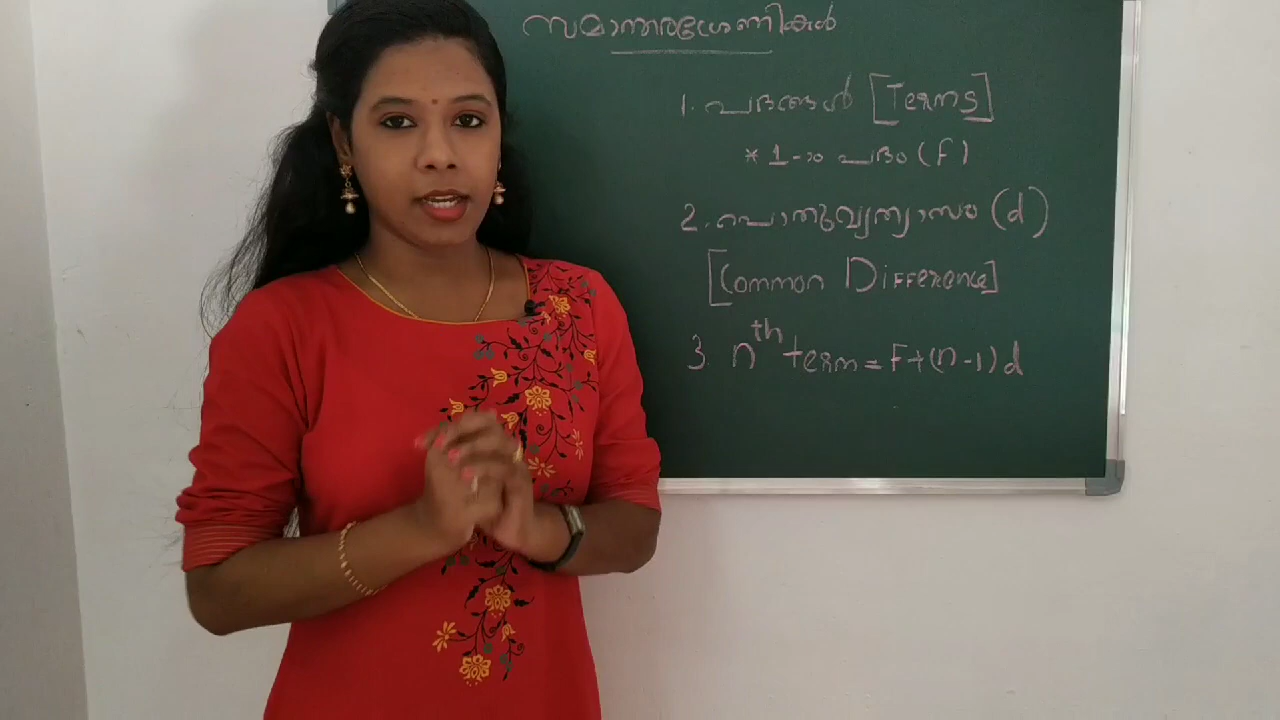 സമാന്തരശ്രേണികൾ
1. പദങ്ങൾ [Terms]
* 1-ാം പദം (f)
2. പൊതുവ്യത്യാസം (d)
[Common Difference]
3. nᵗʰ term = f+(n-1)d